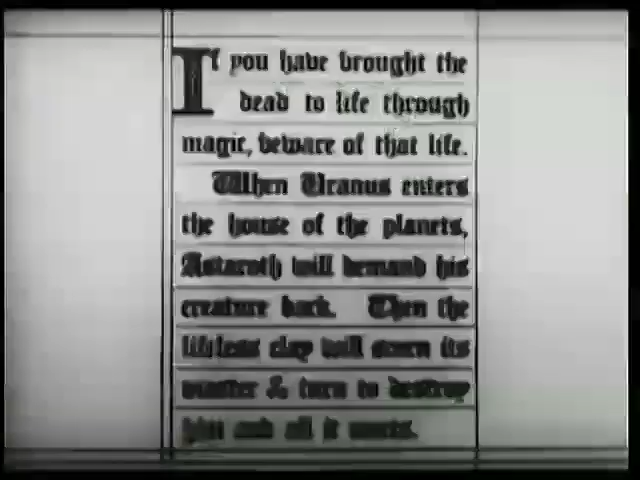 If you have brought the
dead to life through
magic, beware of that life.
When Uranus enters
the house of the planets,
Astaroth will demand his
creature back. Then the
lifeless clay will scorn its
master & turn to destroy
him and all it meets.